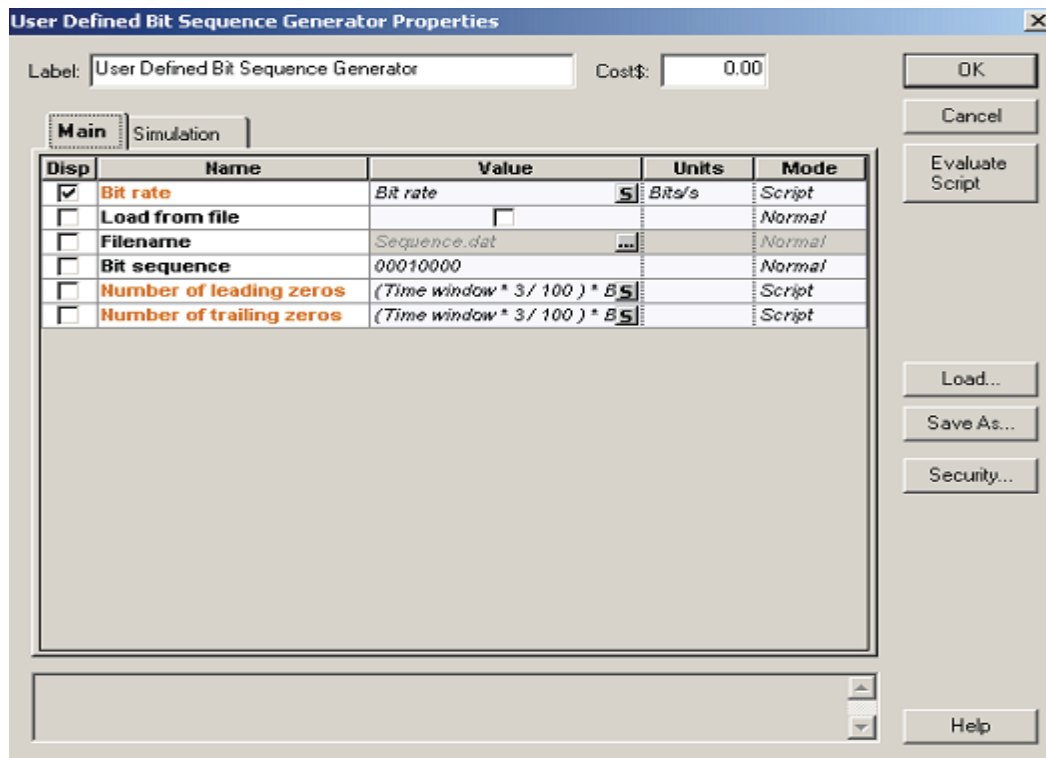 User Defined Bit Sequence Generator Properties
Label: User Defined Bit Sequence Generator Cost$: 0.00 OK
Cancel
Main Simulation
Evaluate Script
Disp Name Value Units Mode
Bit rate Bit rate S Bits/s Script
Load from file Normal
Filename Sequence.dat ... Normal
Bit sequence 00010000 Normal
Number of leading zeros (Time window * 3 / 100 ) * B S Script
Number of trailing zeros (Time window * 3 / 100 ) * B S Script
Load...
Save As...
Security...
Help